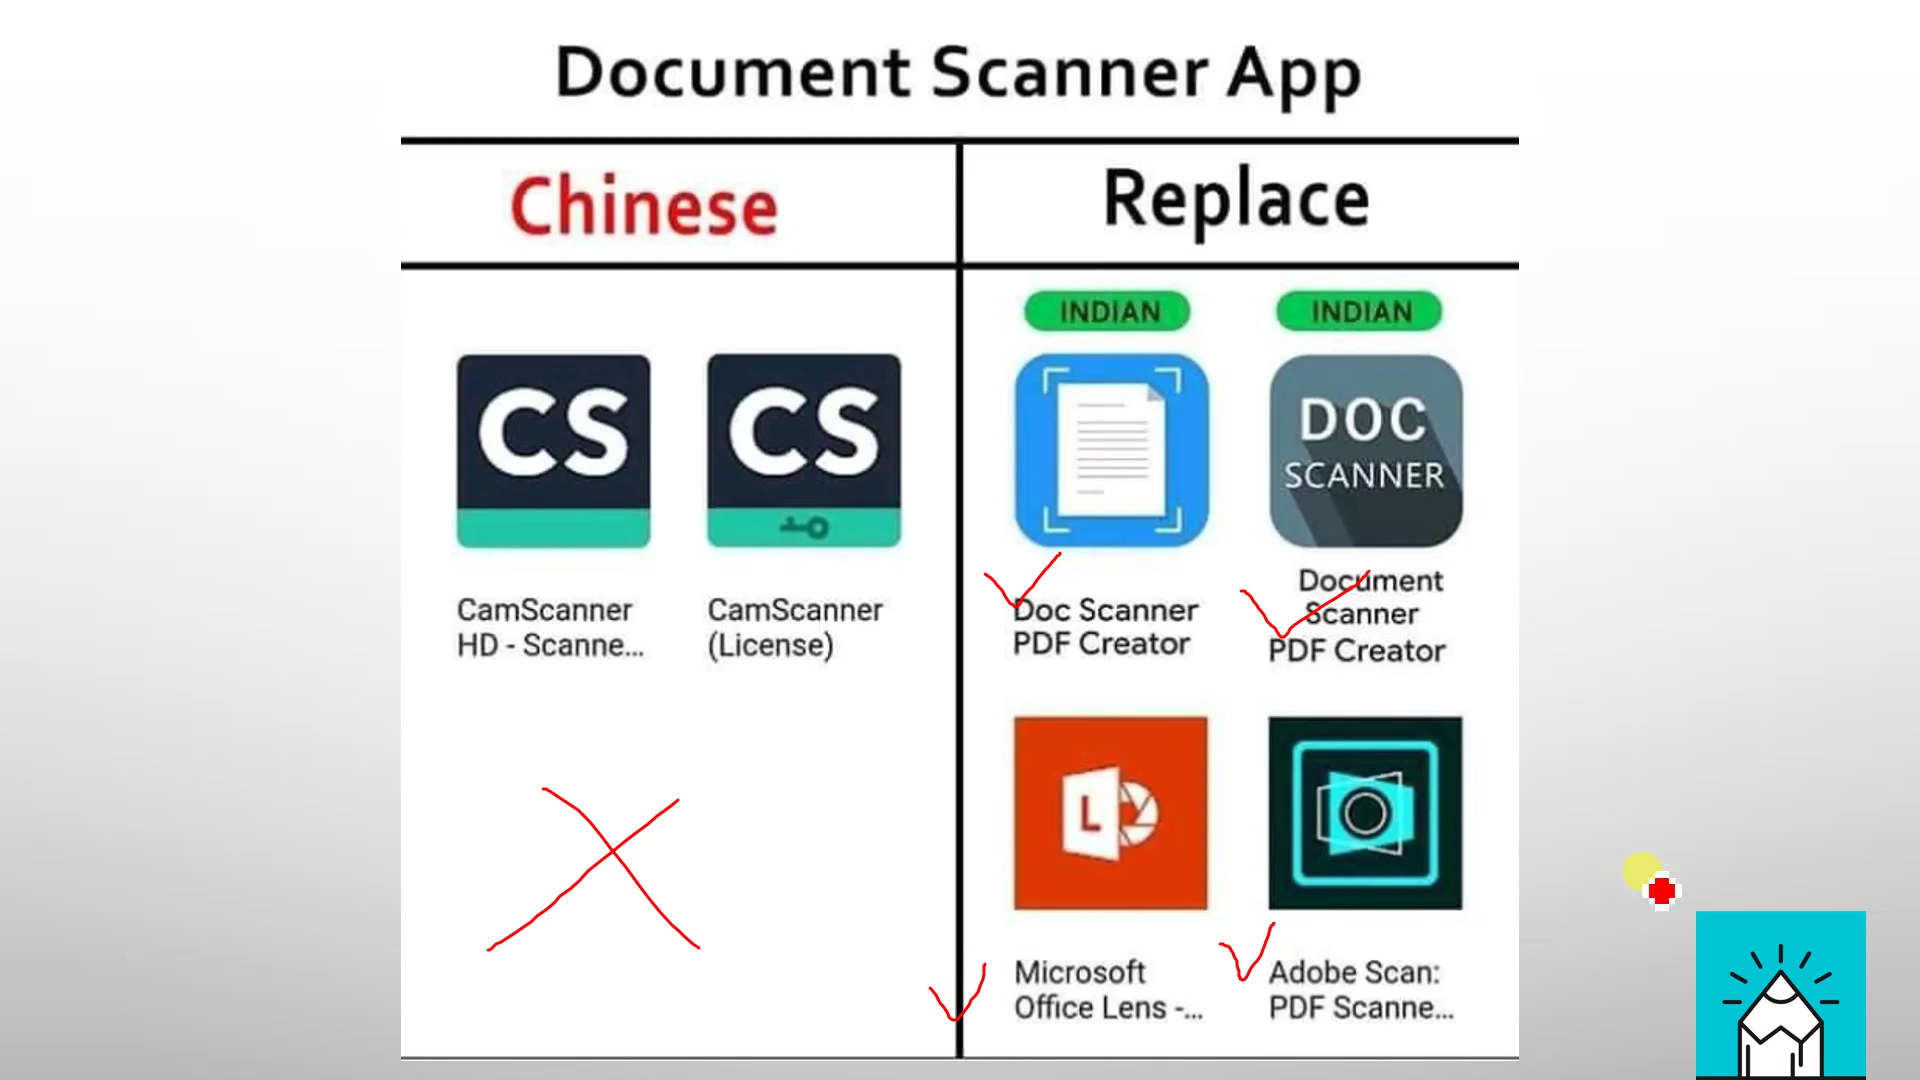 Document Scanner App
Chinese
Replace
INDIAN
INDIAN
CS
CS
DOC
SCANNER
CamScanner
HD - Scanne...
CamScanner
(License)
Doc Scanner
PDF Creator
Document
Scanner
PDF Creator
L
Microsoft
Office Lens -...
Adobe Scan:
PDF Scanne...